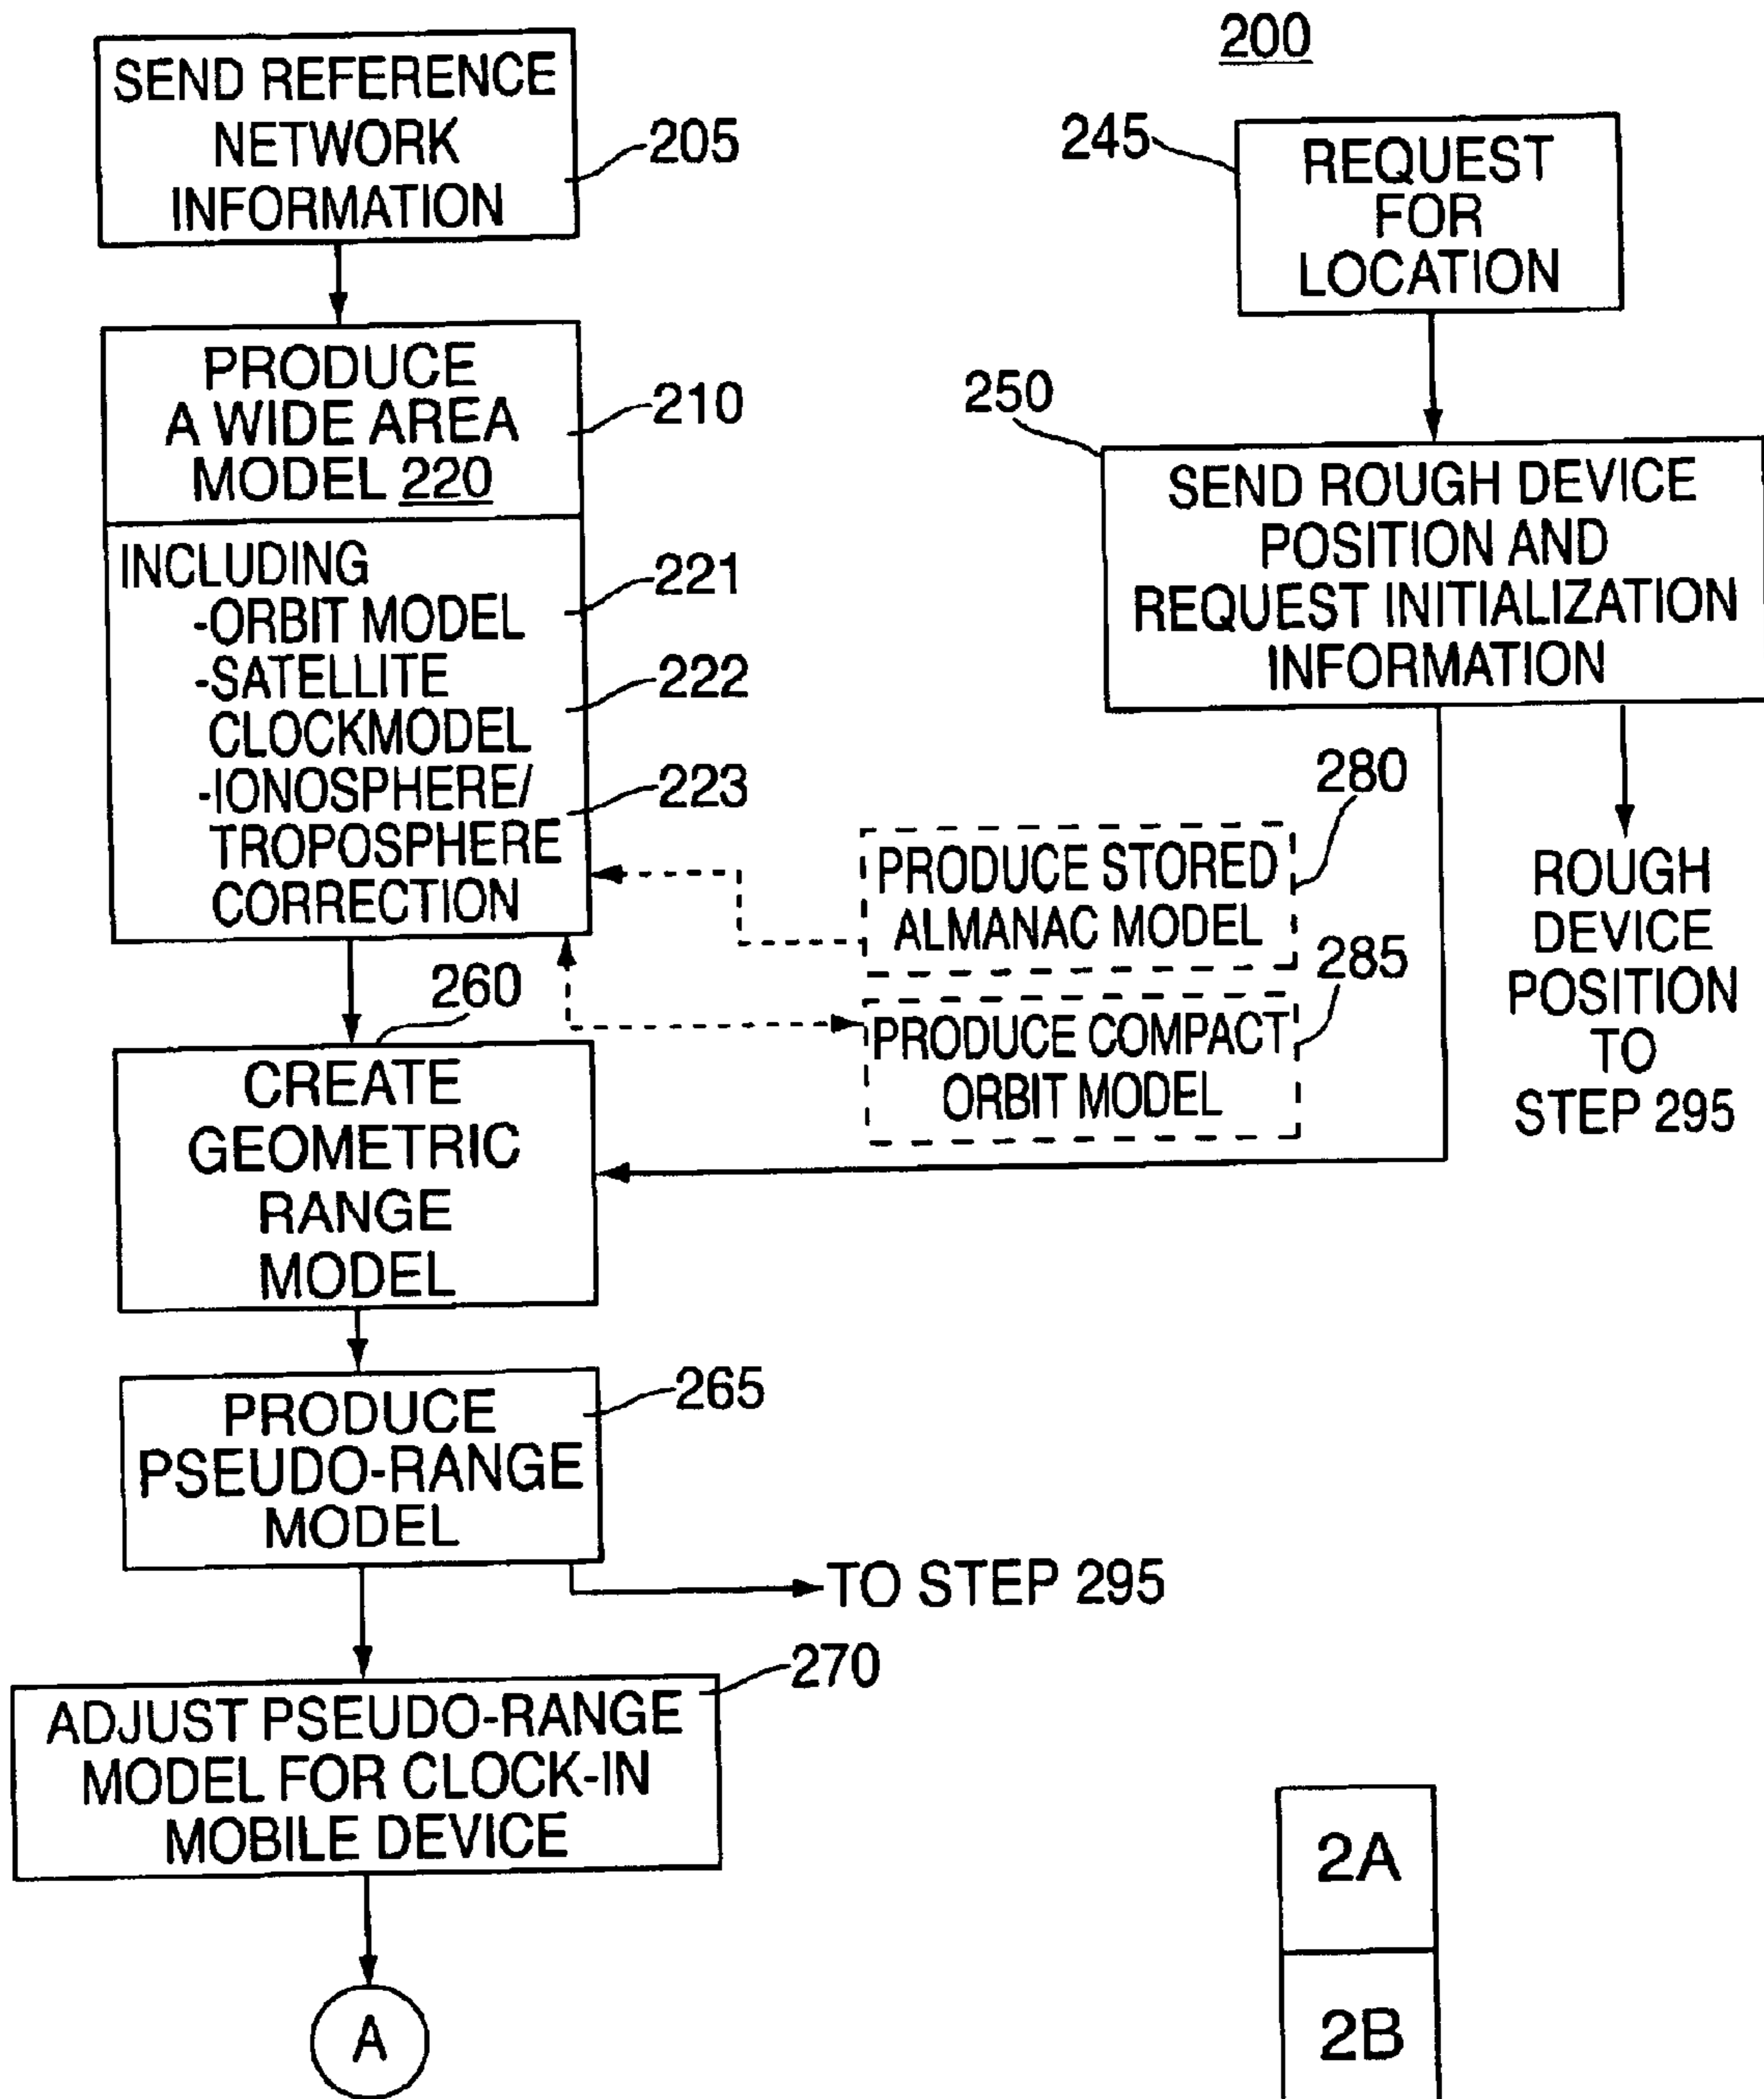 200
SEND REFERENCE
NETWORK
INFORMATION
205
245
REQUEST
FOR
LOCATION
PRODUCE
A WIDE AREA
MODEL 220
210
250
SEND ROUGH DEVICE
POSITION AND
REQUEST INITIALIZATION
INFORMATION
INCLUDING
-ORBIT MODEL
-SATELLITE
CLOCKMODEL
-IONOSPHERE/
TROPOSPHERE
CORRECTION
221
222
223
280
PRODUCE STORED
ALMANAC MODEL
285
PRODUCE COMPACT
ORBIT MODEL
ROUGH
DEVICE
POSITION
TO
STEP 295
260
CREATE
GEOMETRIC
RANGE
MODEL
265
PRODUCE
PSEUDO-RANGE
MODEL
TO STEP 295
270
ADJUST PSEUDO-RANGE
MODEL FOR CLOCK-IN
MOBILE DEVICE
A
2A
2B